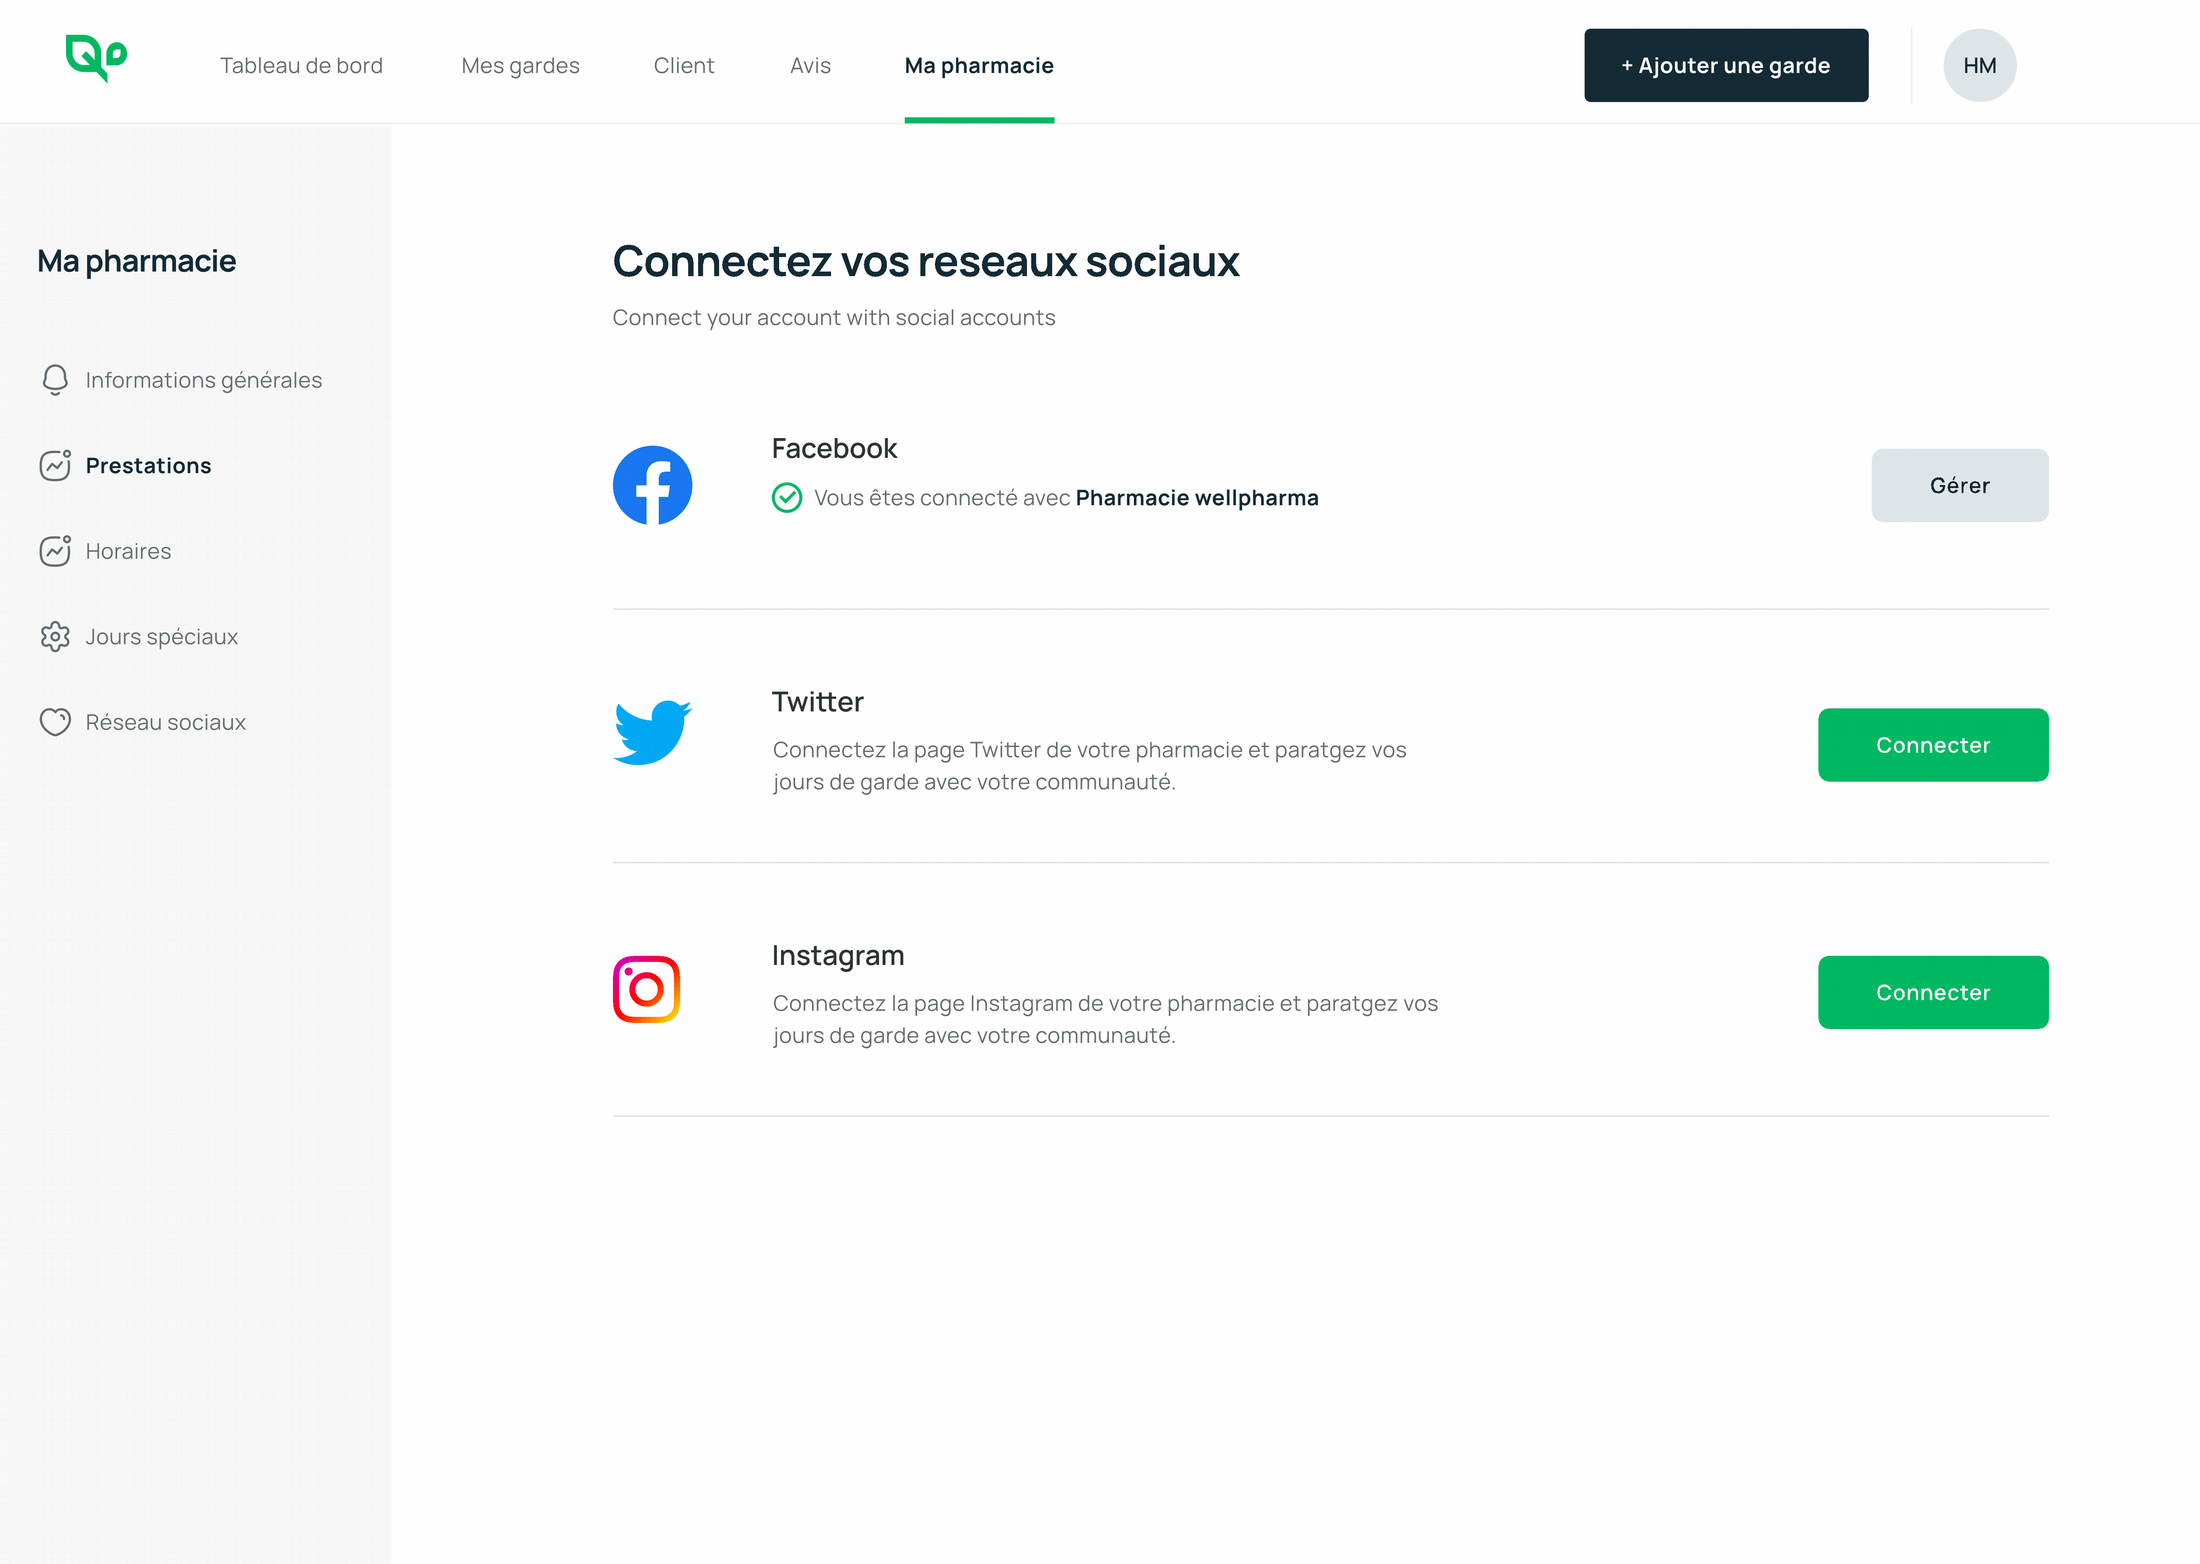 Tableau de bord
Mes gardes
Client
Avis
Ma pharmacie
+ Ajouter une garde
HM
Ma pharmacie
Informations générales
Prestations
Horaires
Jours spéciaux
Réseau sociaux
Connectez vos reseaux sociaux
Connect your account with social accounts
Facebook
Vous êtes connecté avec Pharmacie wellpharma
Gérer
Twitter
Connectez la page Twitter de votre pharmacie et paratgez vos
jours de garde avec votre communauté.
Connecter
Instagram
Connectez la page Instagram de votre pharmacie et paratgez vos
jours de garde avec votre communauté.
Connecter